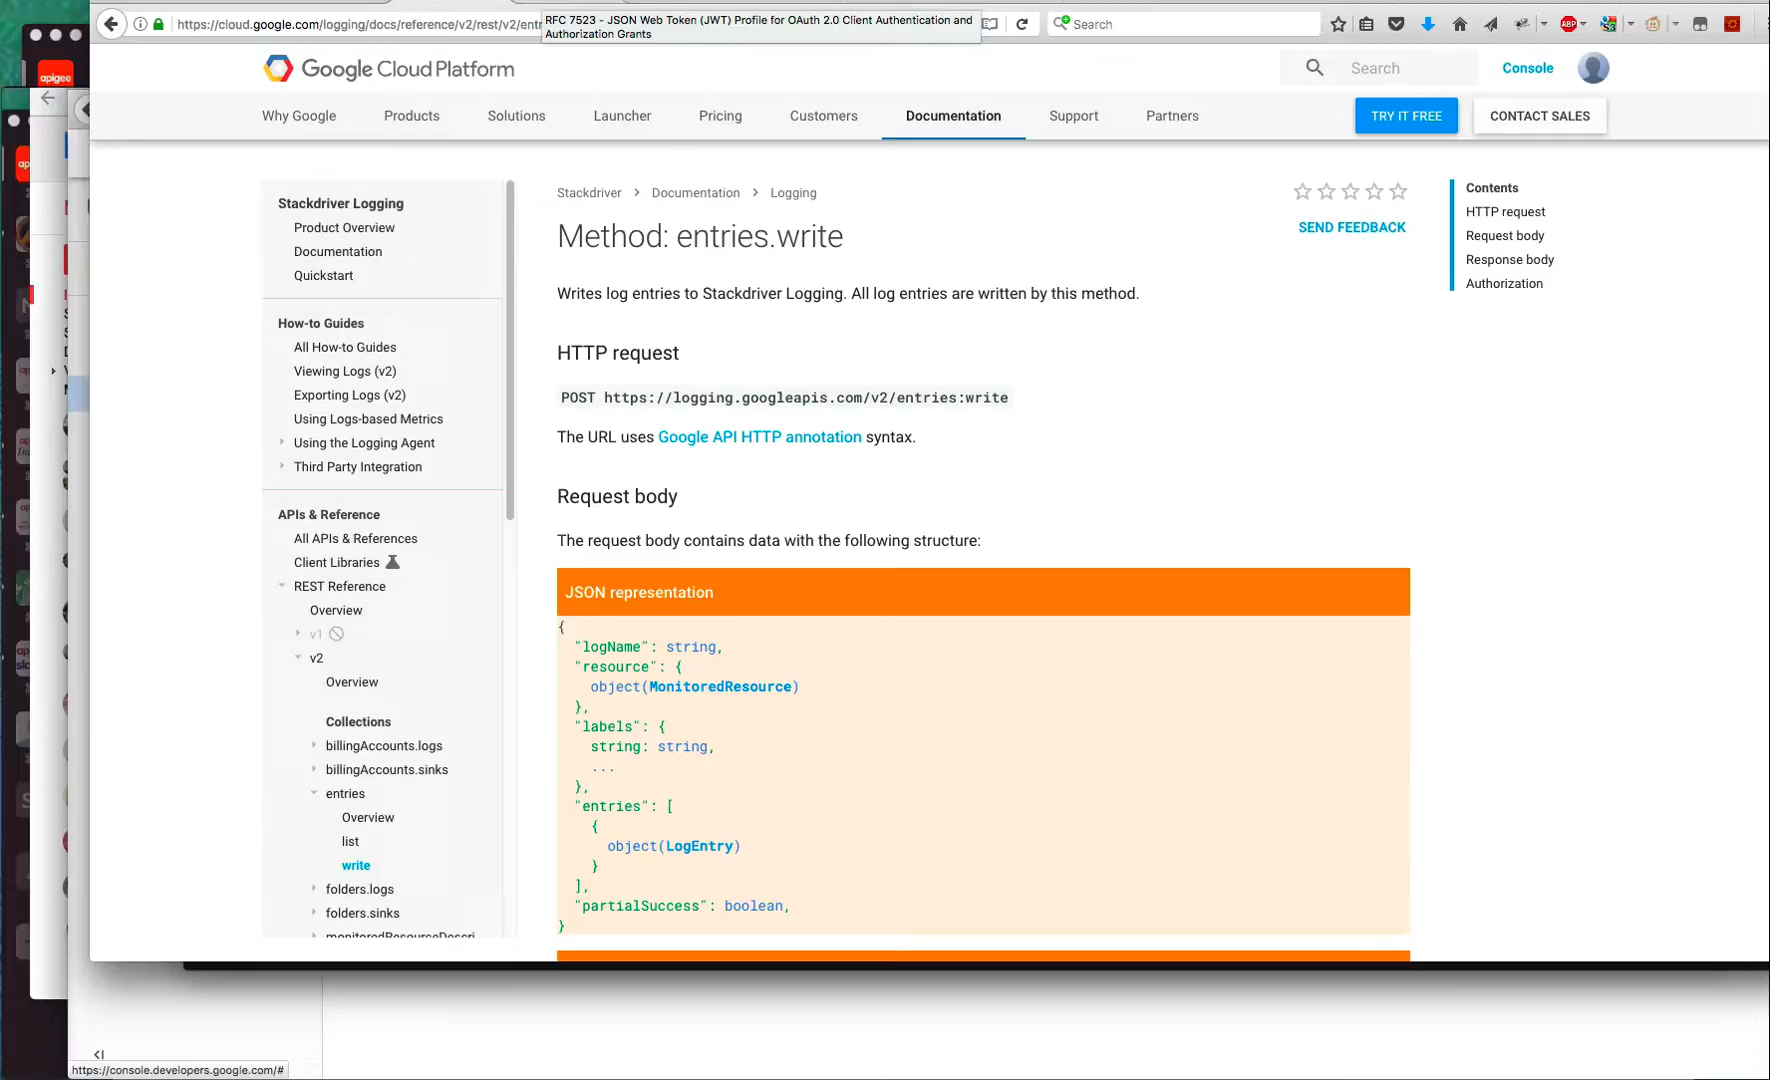 https://cloud.google.com/logging/docs/reference/v2/rest/v2/entr
RFC 7523 - JSON Web Token (JWT) Profile for OAuth 2.0 Client Authentication and
Authorization Grants
Search
ABP
apigee
Google Cloud Platform
Search
Console
Why Google
Products
Solutions
Launcher
Pricing
Customers
Documentation
Support
Partners
TRY IT FREE
CONTACT SALES
Stackdriver Logging
Product Overview
Documentation
Quickstart
How-to Guides
All How-to Guides
Viewing Logs (v2)
Exporting Logs (v2)
Using Logs-based Metrics
Using the Logging Agent
Third Party Integration
APIs & Reference
All APIs & References
Client Libraries
REST Reference
Overview
v1
v2
Overview
Collections
billingAccounts.logs
billingAccounts.sinks
entries
Overview
list
write
folders.logs
folders.sinks
monitoredResourceDescri
Stackdriver
Documentation
Logging
Method: entries.write
SEND FEEDBACK
Writes log entries to Stackdriver Logging. All log entries are written by this method.
HTTP request
POST https://logging.googleapis.com/v2/entries:write
The URL uses Google API HTTP annotation syntax.
Request body
The request body contains data with the following structure:
JSON representation
{
"logName": string,
"resource": {
object(MonitoredResource)
},
"labels": {
string: string,
...
},
"entries": [
{
object(LogEntry)
}
],
"partialSuccess": boolean,
}
Contents
HTTP request
Request body
Response body
Authorization
https://console.developers.google.com/#